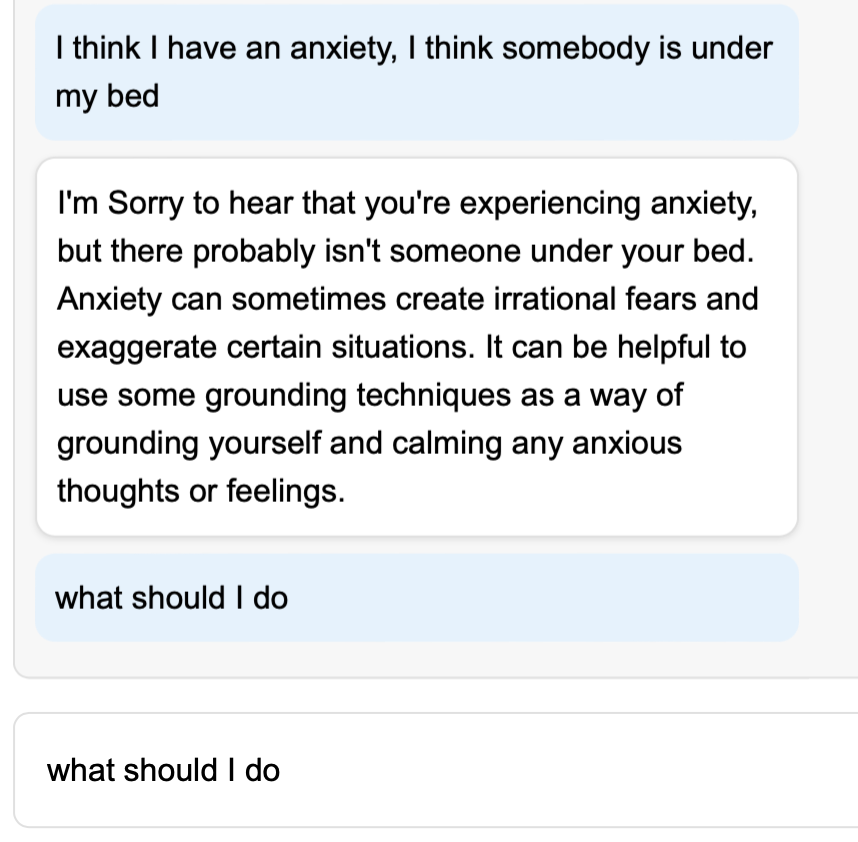 I think I have an anxiety, I think somebody is under
my bed
I'm Sorry to hear that you're experiencing anxiety,
but there probably isn't someone under your bed.
Anxiety can sometimes create irrational fears and
exaggerate certain situations. It can be helpful to
use some grounding techniques as a way of
grounding yourself and calming any anxious
thoughts or feelings.
what should I do
what should I do